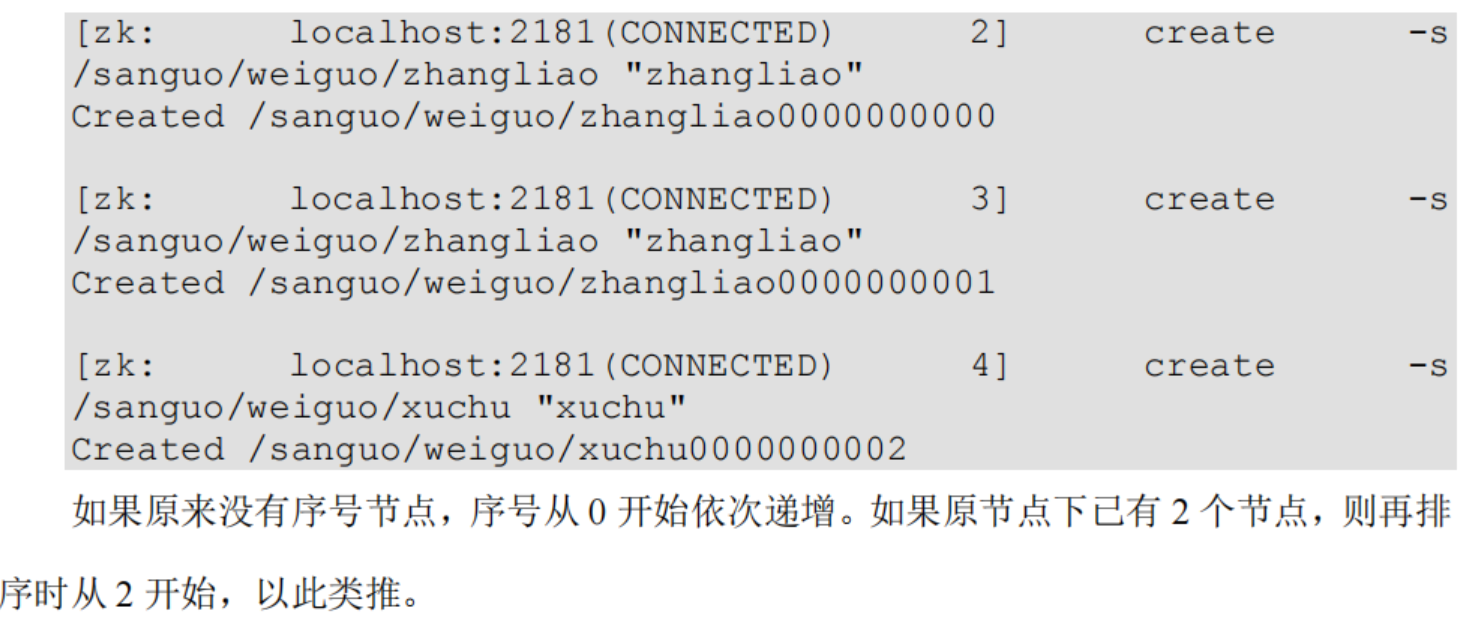 [zk: localhost:2181(CONNECTED) 2] create -s
/sanguo/weiguo/zhangliao "zhangliao"
Created /sanguo/weiguo/zhangliao0000000000
[zk: localhost:2181(CONNECTED) 3] create -s
/sanguo/weiguo/zhangliao "zhangliao"
Created /sanguo/weiguo/zhangliao0000000001
[zk: localhost:2181(CONNECTED) 4] create -s
/sanguo/weiguo/xuchu "xuchu"
Created /sanguo/weiguo/xuchu0000000002
如果原来没有序号节点，序号从 0 开始依次递增。如果原节点下已有 2 个节点，则再排
序时从 2 开始，以此类推。